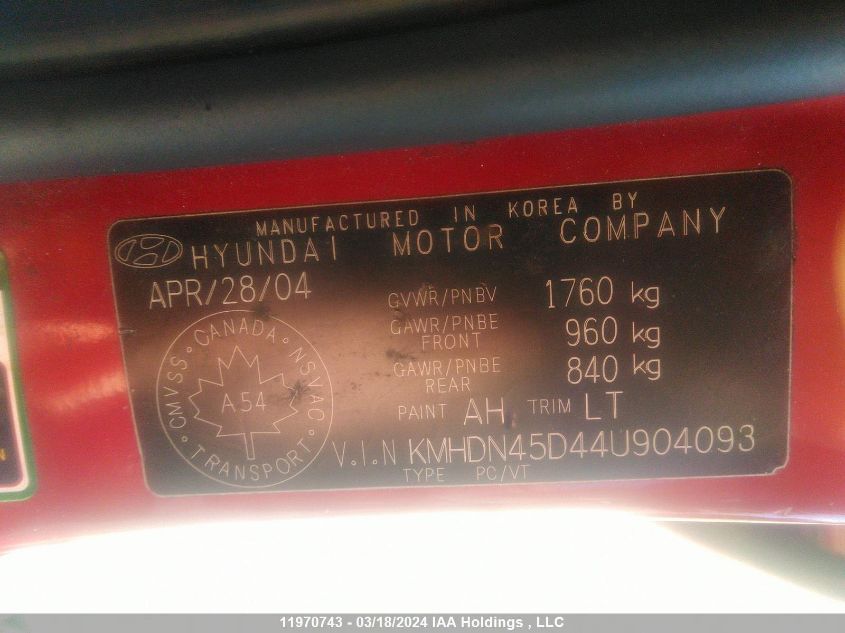 MANUFACTURED IN KOREA BY
HYUNDAI MOTOR COMPANY
APR/28/04
GVWR/PNBV 1760 kg
GAWR/PNBE FRONT 960 kg
GAWR/PNBE REAR 840 kg
PAINT AH TRIM LT
V.I.N KMHDN45D44U904093
TYPE PC/VT
CANADA · NSVAC · TRANSPORT · CMVSS
A54
N
11970743 - 03/18/2024 IAA Holdings , LLC